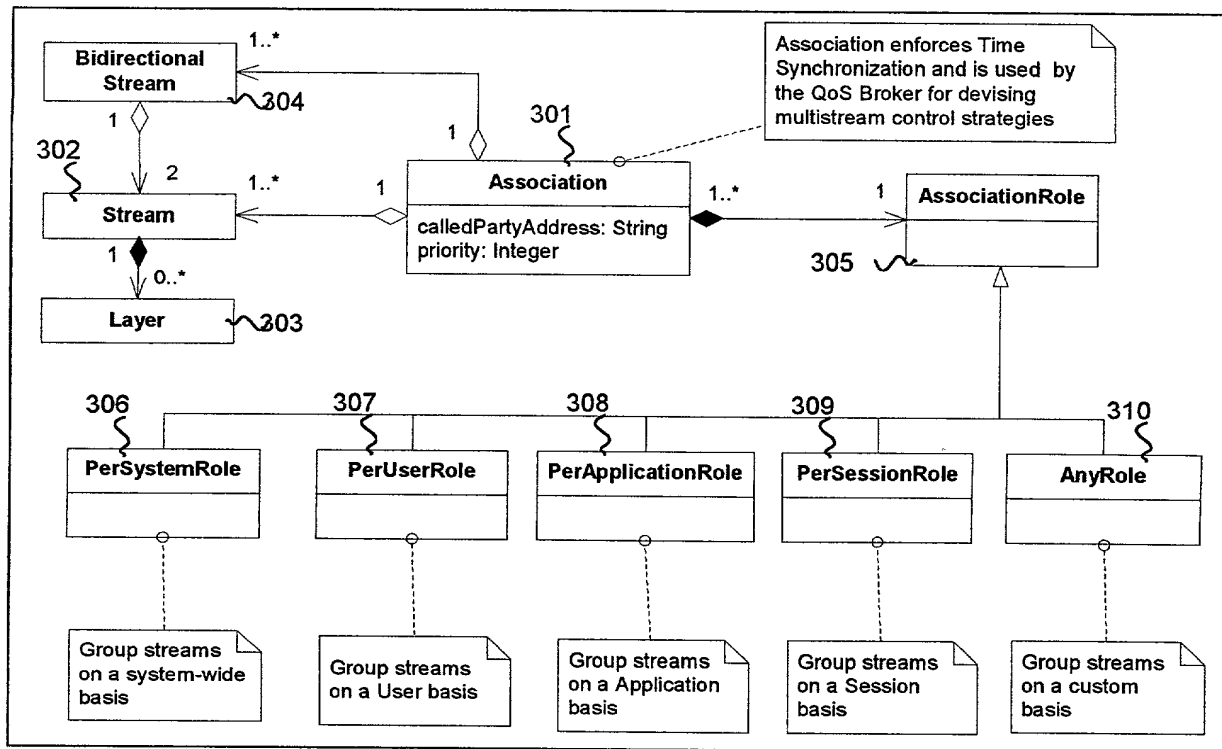 1..*
Bidirectional
Stream
304
1
2
302
1..*
Stream
1
0..*
Layer
303
1
1
301
Association
calledPartyAddress: String
priority: Integer
Association enforces Time
Synchronization and is used by
the QoS Broker for devising
multistream control strategies
1..*
1
AssociationRole
305
306
307
308
309
310
PerSystemRole
PerUserRole
PerApplicationRole
PerSessionRole
AnyRole
Group streams
on a system-wide
basis
Group streams
on a User basis
Group streams
on a Application
basis
Group streams
on a Session
basis
Group streams
on a custom
basis